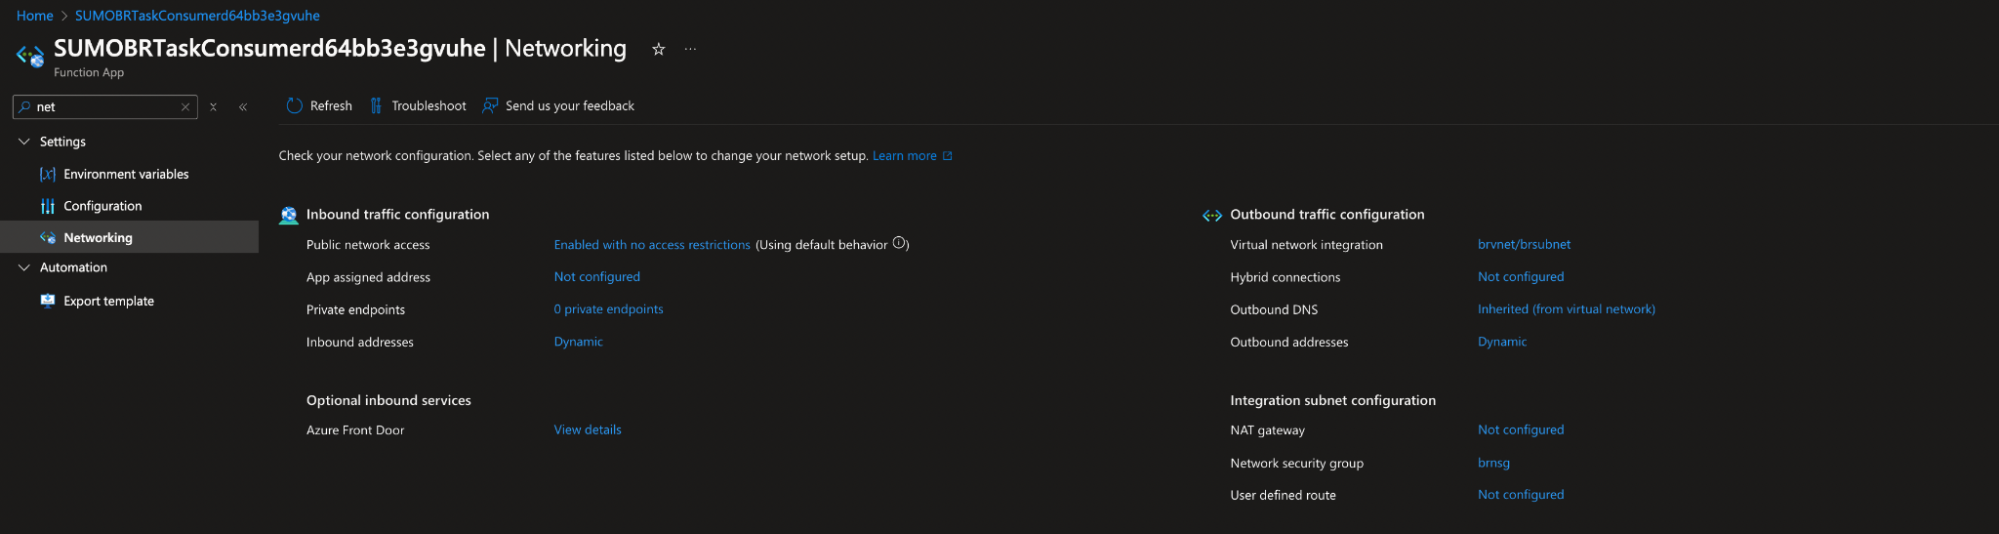 Home > SUMOBRTaskConsumerd64bb3e3gvuhe
SUMOBRTaskConsumerd64bb3e3gvuhe | Networking
Function App
net
Refresh
Troubleshoot
Send us your feedback
Settings
Environment variables
Configuration
Networking
Automation
Export template
Check your network configuration. Select any of the features listed below to change your network setup. Learn more
Inbound traffic configuration
Public network access Enabled with no access restrictions (Using default behavior)
App assigned address Not configured
Private endpoints 0 private endpoints
Inbound addresses Dynamic
Optional inbound services
Azure Front Door View details
Outbound traffic configuration
Virtual network integration brvnet/brsubnet
Hybrid connections Not configured
Outbound DNS Inherited (from virtual network)
Outbound addresses Dynamic
Integration subnet configuration
NAT gateway Not configured
Network security group brnsg
User defined route Not configured